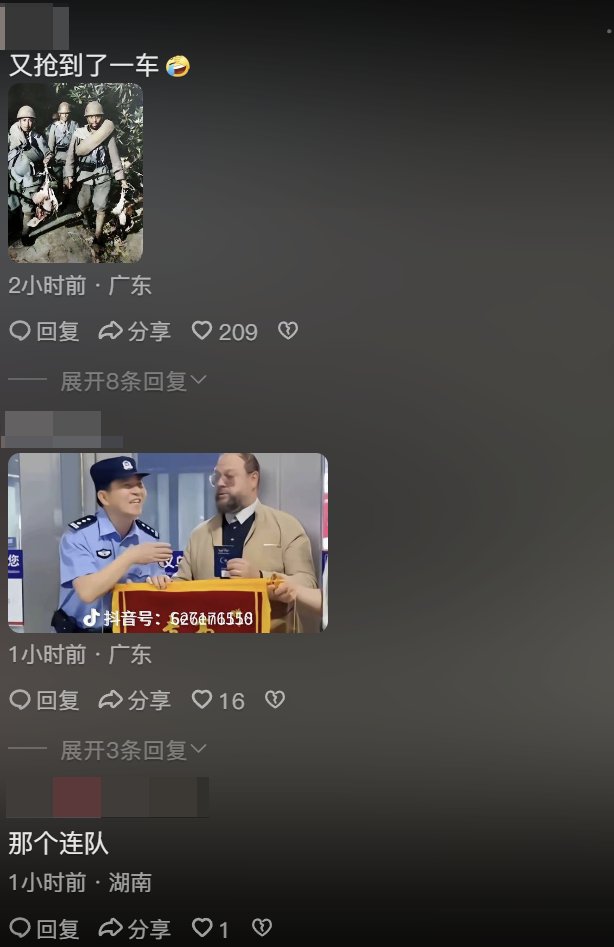 又抢到了一车🤣
2小时前 · 广东
回复 分享 209
展开8条回复
您
抖音号:
1小时前 · 广东
回复 分享 16
展开3条回复
那个连队
1小时前 · 湖南
回复 分享 1